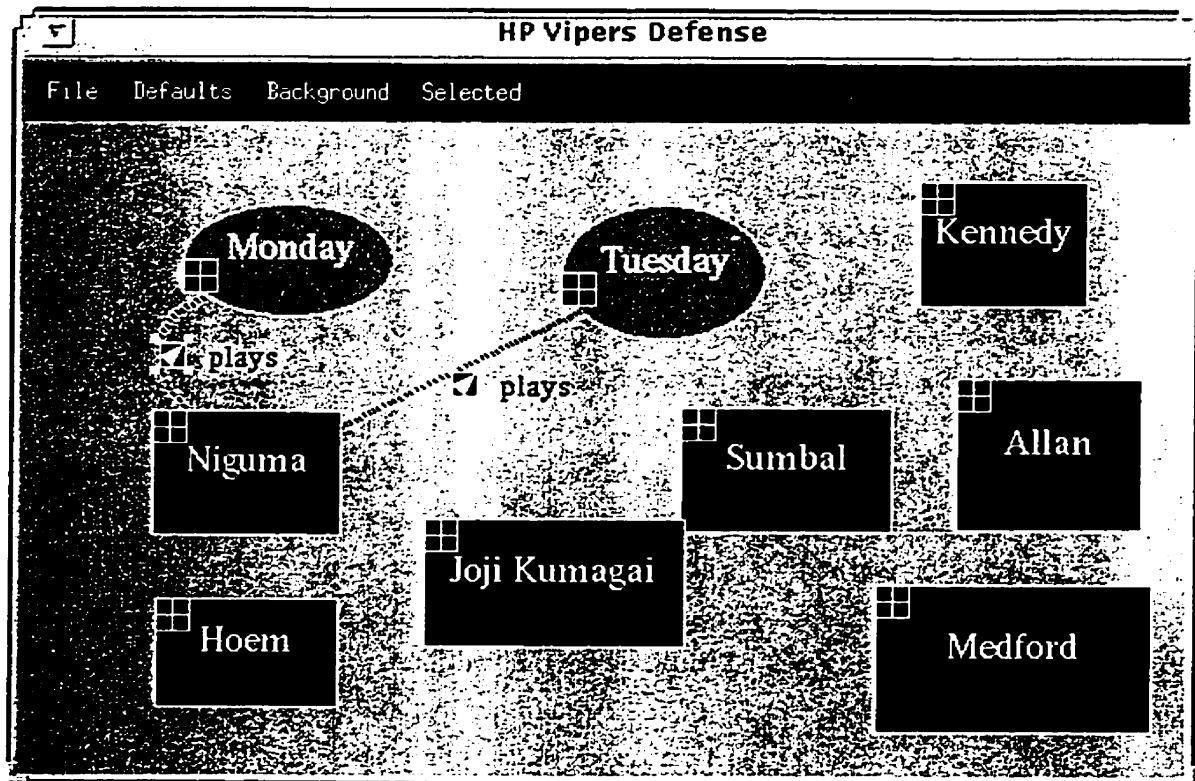 HP Vipers Defense
File Defaults Background Selected
Monday
Tuesday
Kennedy
plays
plays
Niguma
Sumbal
Allan
Joji Kumagai
Hoem
Medford